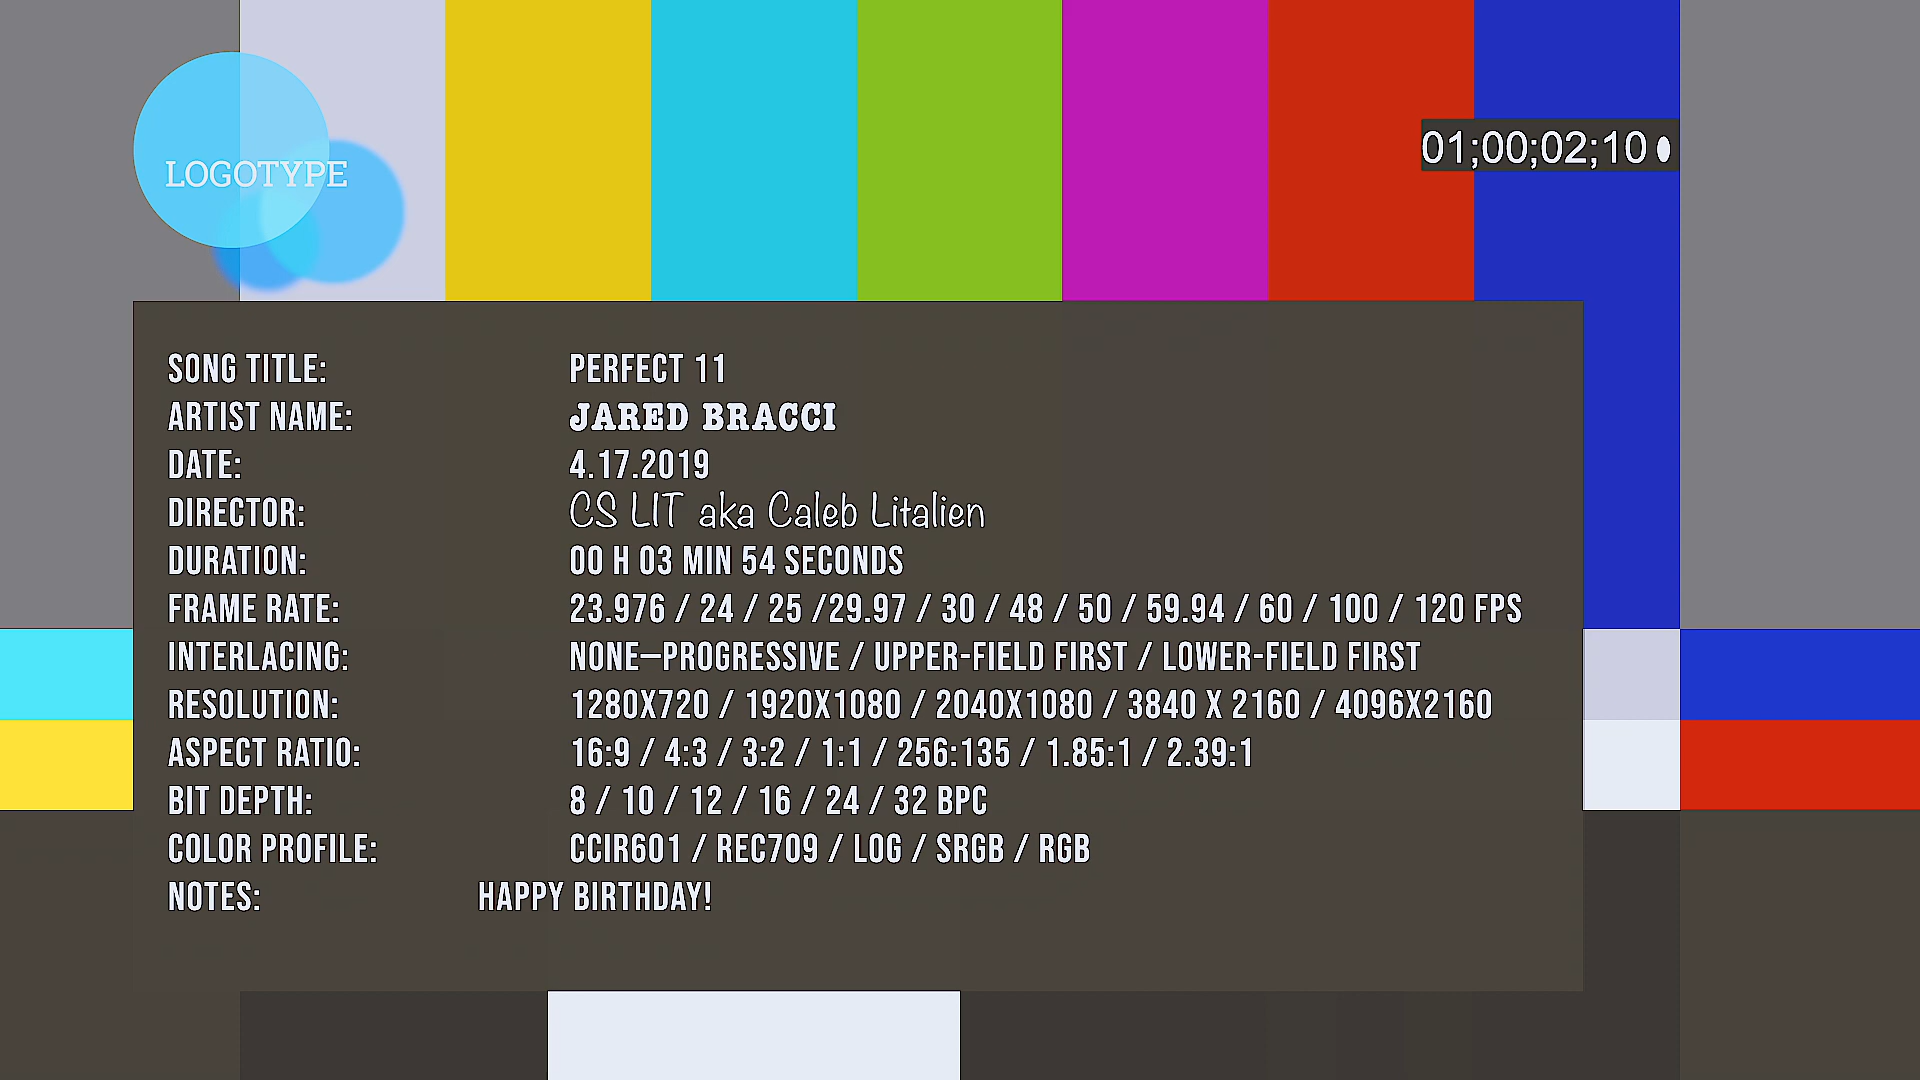 LOGOTYPE
01;00;02;10
SONG TITLE: PERFECT 11
ARTIST NAME: JARED BRACCI
DATE: 4.17.2019
DIRECTOR: CS LIT aka Caleb Litalien
DURATION: 00 H 03 MIN 54 SECONDS
FRAME RATE: 23.976 / 24 / 25 /29.97 / 30 / 48 / 50 / 59.94 / 60 / 100 / 120 FPS
INTERLACING: NONE—PROGRESSIVE / UPPER-FIELD FIRST / LOWER-FIELD FIRST
RESOLUTION: 1280X720 / 1920X1080 / 2040X1080 / 3840 X 2160 / 4096X2160
ASPECT RATIO: 16:9 / 4:3 / 3:2 / 1:1 / 256:135 / 1.85:1 / 2.39:1
BIT DEPTH: 8 / 10 / 12 / 16 / 24 / 32 BPC
COLOR PROFILE: CCIR601 / REC709 / LOG / SRGB / RGB
NOTES: HAPPY BIRTHDAY!